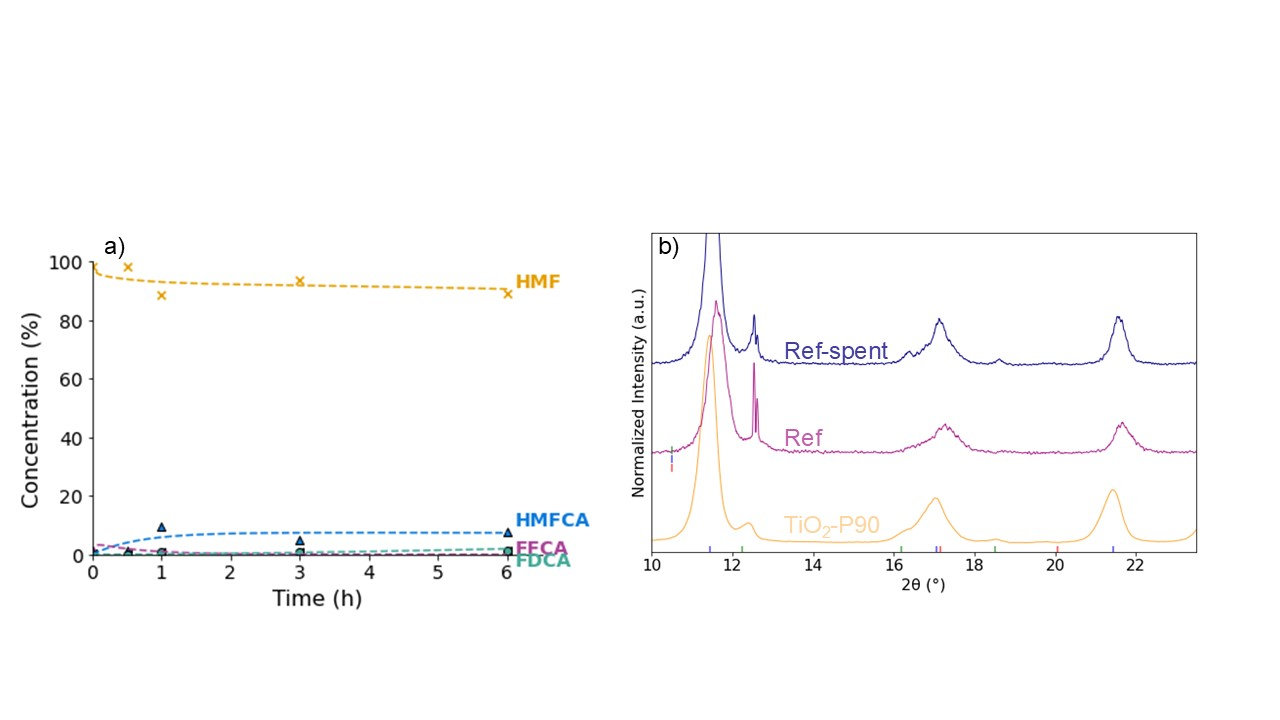 a)
100
80
60
40
20
0
Concentration (%)
HMF
HMFCA
FFCA
FDCA
0 1 2 3 4 5 6
Time (h)
b)
Normalized Intensity (a.u.)
Ref-spent
Ref
TiO₂-P90
10 12 14 16 18 20 22
2θ (°)